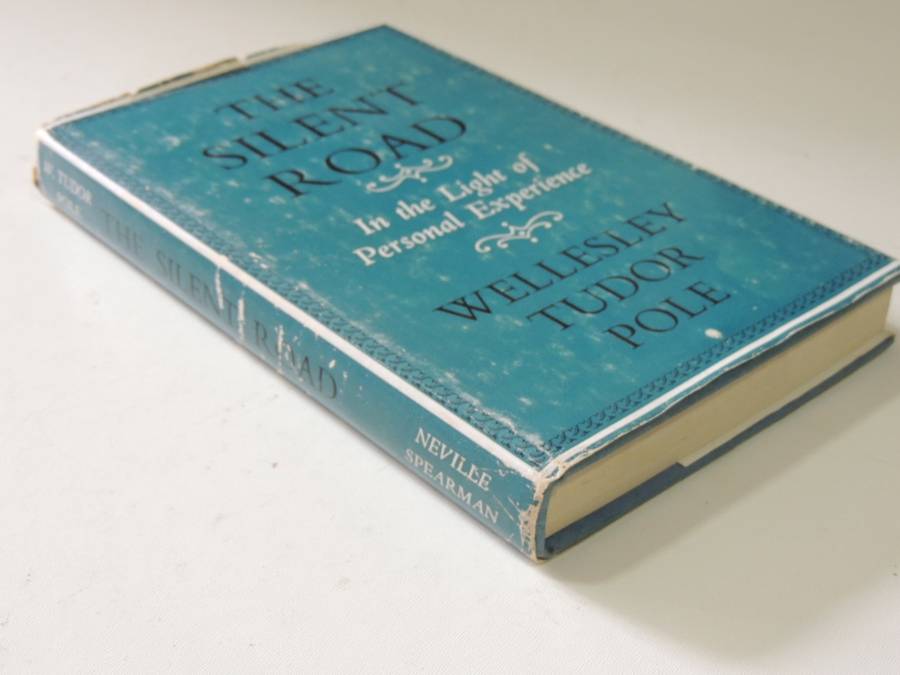 THE
SILENT
ROAD
In the Light of
Personal Experience
WELLESLEY
TUDOR
POLE
W. TUDOR
POLE
THE SILENT ROAD
NEVILLE
SPEARMAN